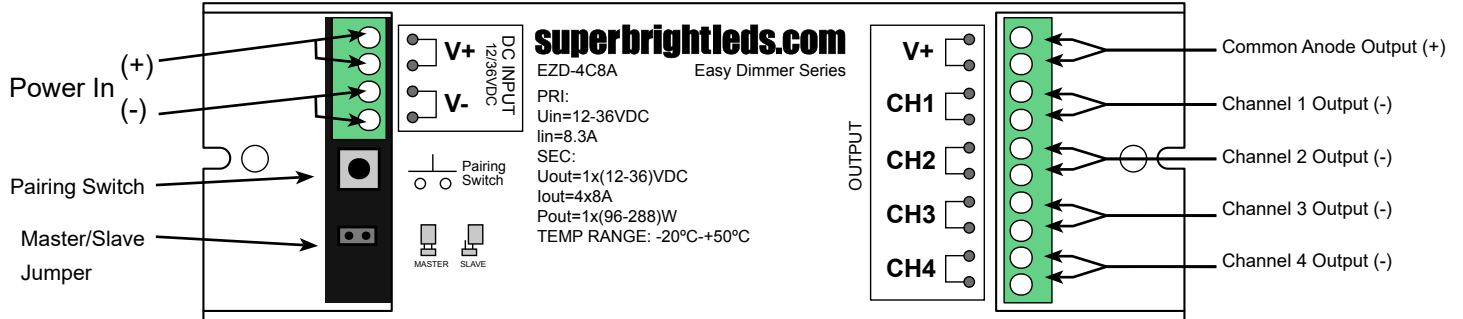 Power In
(+)
(-)
Pairing Switch
Master/Slave
Jumper
V+
V-
DC INPUT
12/36VDC
Pairing
Switch
MASTER
SLAVE
superbrightleds.com
EZD-4C8A
Easy Dimmer Series
PRI:
Uin=12-36VDC
Iin=8.3A
SEC:
Uout=1x(12-36)VDC
Iout=4x8A
Pout=1x(96-288)W
TEMP RANGE: -20ºC-+50ºC
OUTPUT
V+
CH1
CH2
CH3
CH4
Common Anode Output (+)
Channel 1 Output (-)
Channel 2 Output (-)
Channel 3 Output (-)
Channel 4 Output (-)